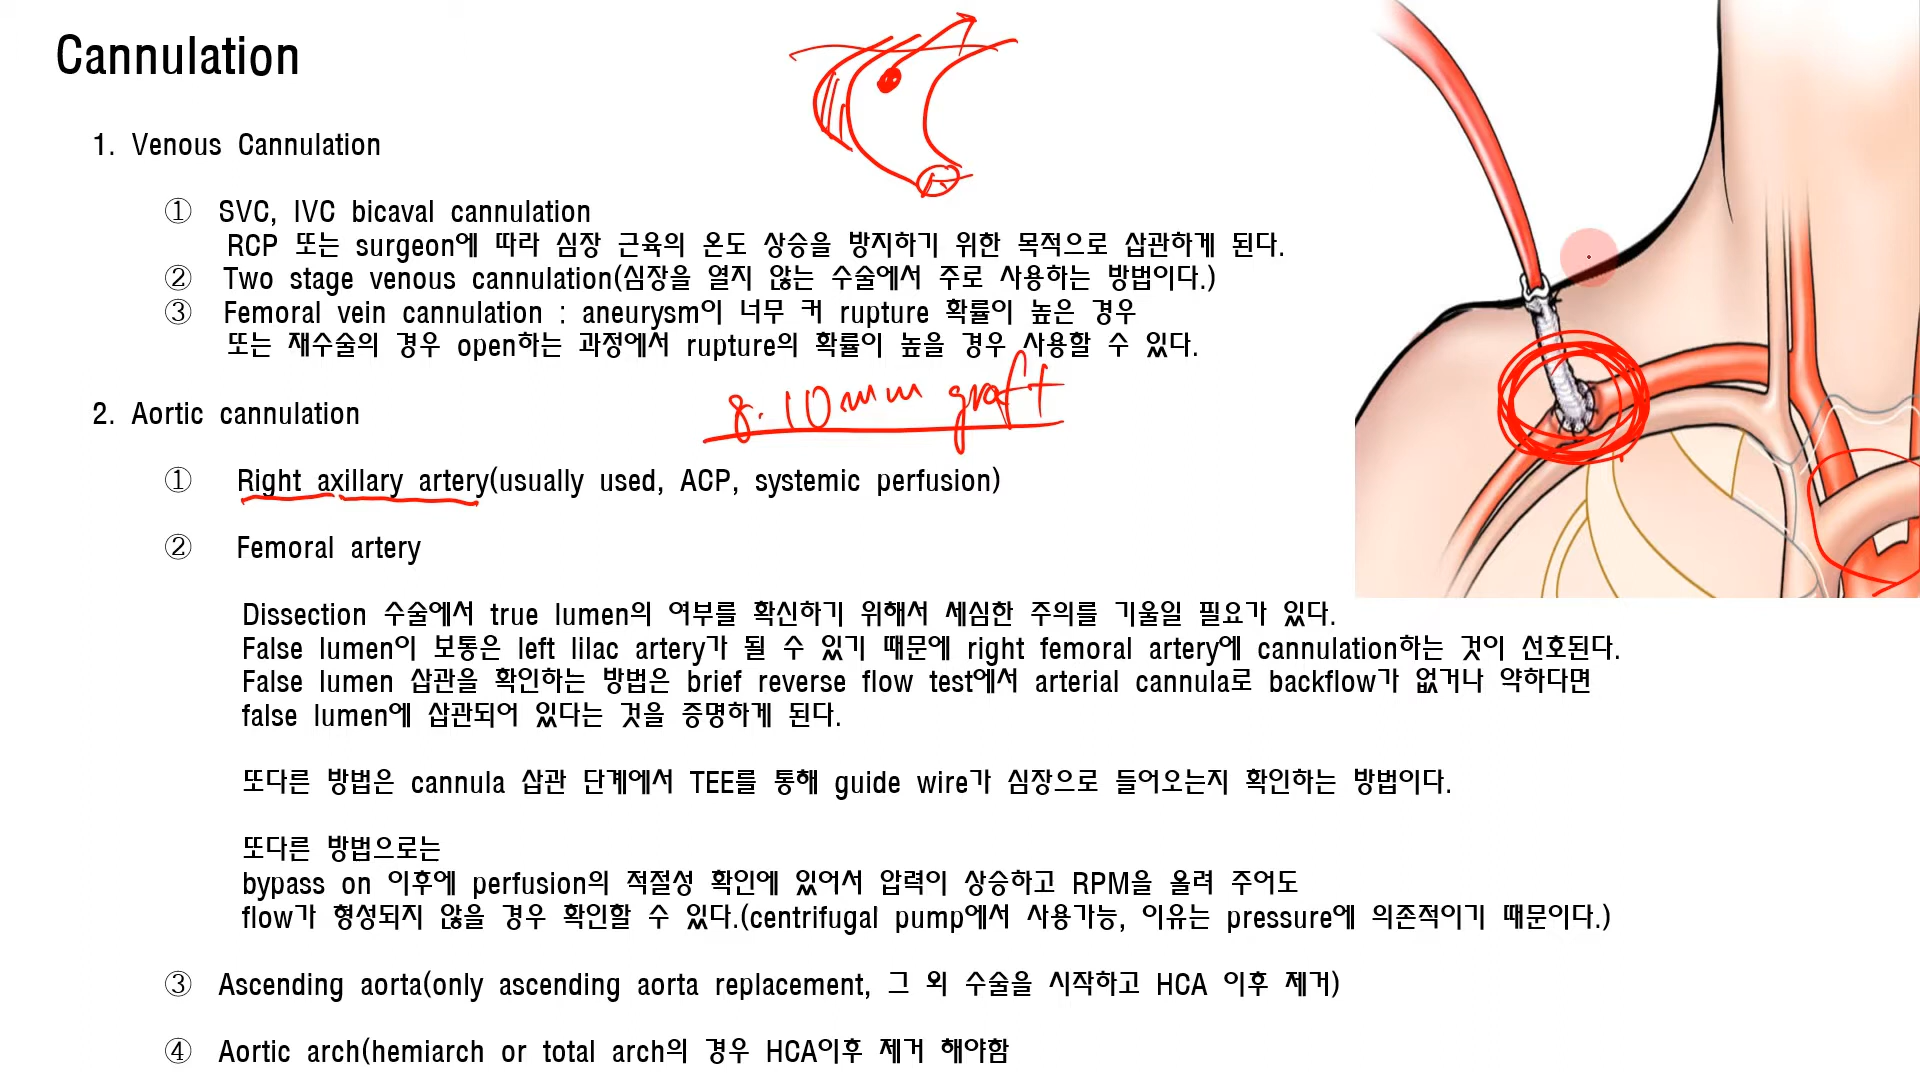 Cannulation
1. Venous Cannulation
① SVC, IVC bicaval cannulation
RCP 또는 surgeon에 따라 심장 근육의 온도 상승을 방지하기 위한 목적으로 삽관하게 된다.
② Two stage venous cannulation(심장을 열지 않는 수술에서 주로 사용하는 방법이다.)
③ Femoral vein cannulation : aneurysm이 너무 커 rupture 확률이 높은 경우
또는 재수술의 경우 open하는 과정에서 rupture의 확률이 높을 경우 사용할 수 있다.
8. 10mm graft
2. Aortic cannulation
① Right axillary artery(usually used, ACP, systemic perfusion)
② Femoral artery
Dissection 수술에서 true lumen의 여부를 확신하기 위해서 세심한 주의를 기울일 필요가 있다.
False lumen이 보통은 left lilac artery가 될 수 있기 때문에 right femoral artery에 cannulation하는 것이 선호된다.
False lumen 삽관을 확인하는 방법은 brief reverse flow test에서 arterial cannula로 backflow가 없거나 약하다면
false lumen에 삽관되어 있다는 것을 증명하게 된다.
또다른 방법은 cannula 삽관 단계에서 TEE를 통해 guide wire가 심장으로 들어오는지 확인하는 방법이다.
또다른 방법으로는
bypass on 이후에 perfusion의 적절성 확인에 있어서 압력이 상승하고 RPM을 올려 주어도
flow가 형성되지 않을 경우 확인할 수 있다.(centrifugal pump에서 사용가능, 이유는 pressure에 의존적이기 때문이다.)
③ Ascending aorta(only ascending aorta replacement, 그 외 수술을 시작하고 HCA 이후 제거)
④ Aortic arch(hemiarch or total arch의 경우 HCA이후 제거 해야함